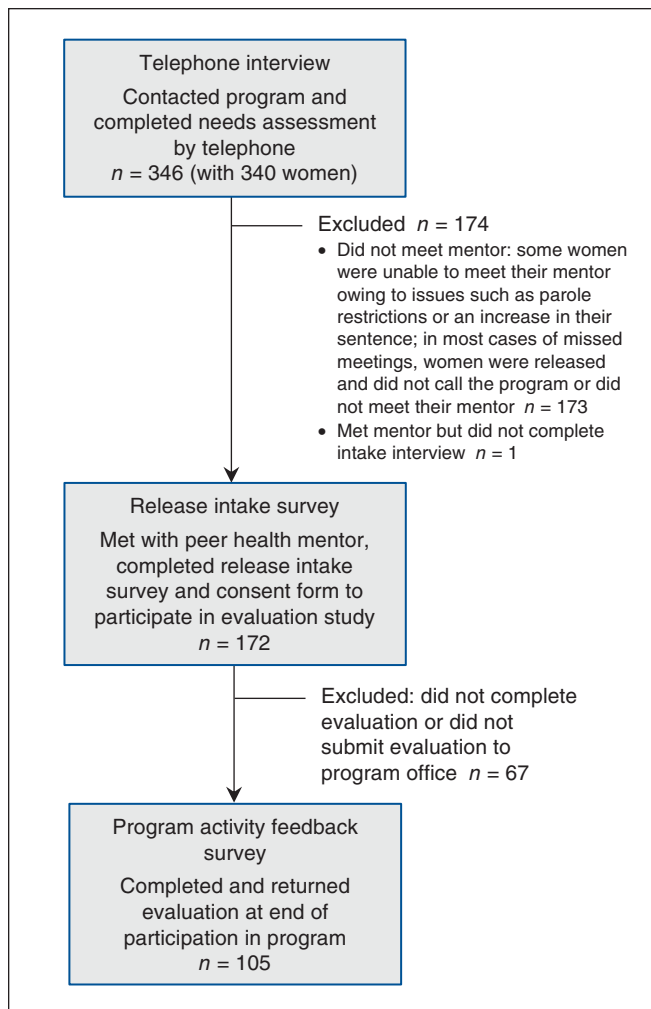 Telephone interview
Contacted program and
completed needs assessment
by telephone
n = 346 (with 340 women)
Excluded n = 174
• Did not meet mentor: some women
were unable to meet their mentor
owing to issues such as parole
restrictions or an increase in their
sentence; in most cases of missed
meetings, women were released
and did not call the program or did
not meet their mentor n = 173
• Met mentor but did not complete
intake interview n = 1
Release intake survey
Met with peer health mentor,
completed release intake
survey and consent form to
participate in evaluation study
n = 172
Excluded: did not complete
evaluation or did not
submit evaluation to
program office n = 67
Program activity feedback
survey
Completed and returned
evaluation at end of
participation in program
n = 105